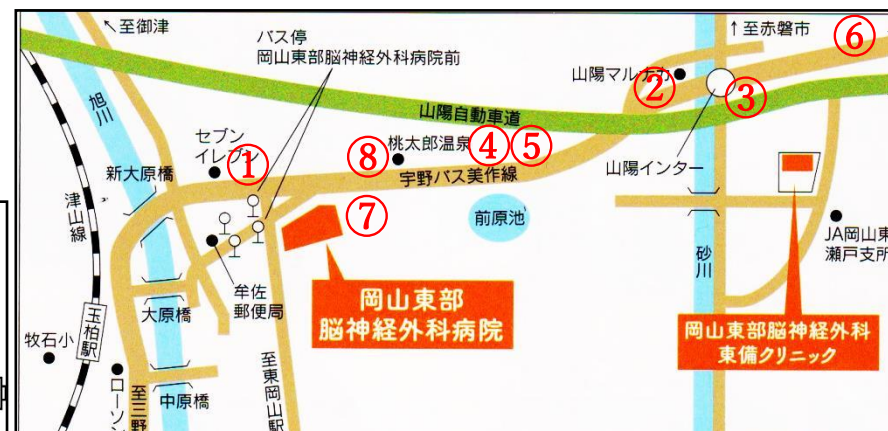 ↖至御津
バス停
岡山東部脳神経外科病院前
↑至赤磐市
⑥
山陽マルナカ
②
③
旭川
山陽自動車道
セブン
イレブン
①
桃太郎温泉
④
⑤
⑧
新大原橋
宇野バス美作線
山陽インター
津山線
⑦
前原池
JA岡山東
瀬戸支所
砂川
牟佐
郵便局
岡山東部
脳神経外科病院
大原橋
玉柏駅
牧石小
岡山東部脳神経外科
東備クリニック
至東岡山駅
ローソン
至三野
中原橋